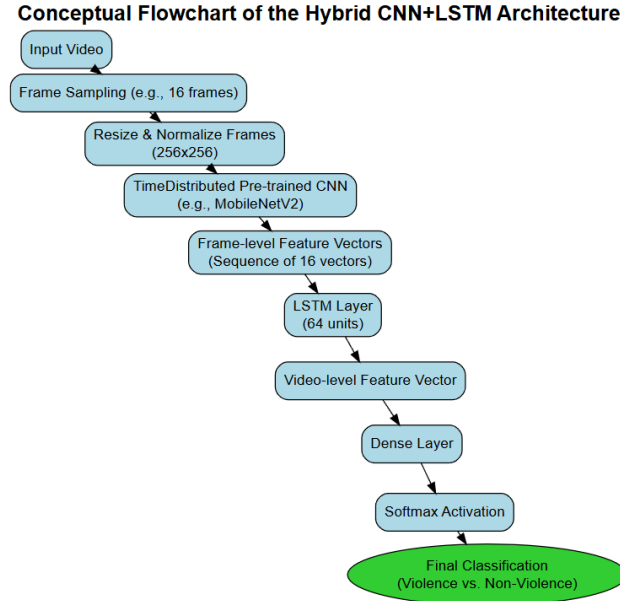 Conceptual Flowchart of the Hybrid CNN+LSTM Architecture
Input Video
Frame Sampling (e.g., 16 frames)
Resize & Normalize Frames
(256x256)
TimeDistributed Pre-trained CNN
(e.g., MobileNetV2)
Frame-level Feature Vectors
(Sequence of 16 vectors)
LSTM Layer
(64 units)
Video-level Feature Vector
Dense Layer
Softmax Activation
Final Classification
(Violence vs. Non-Violence)